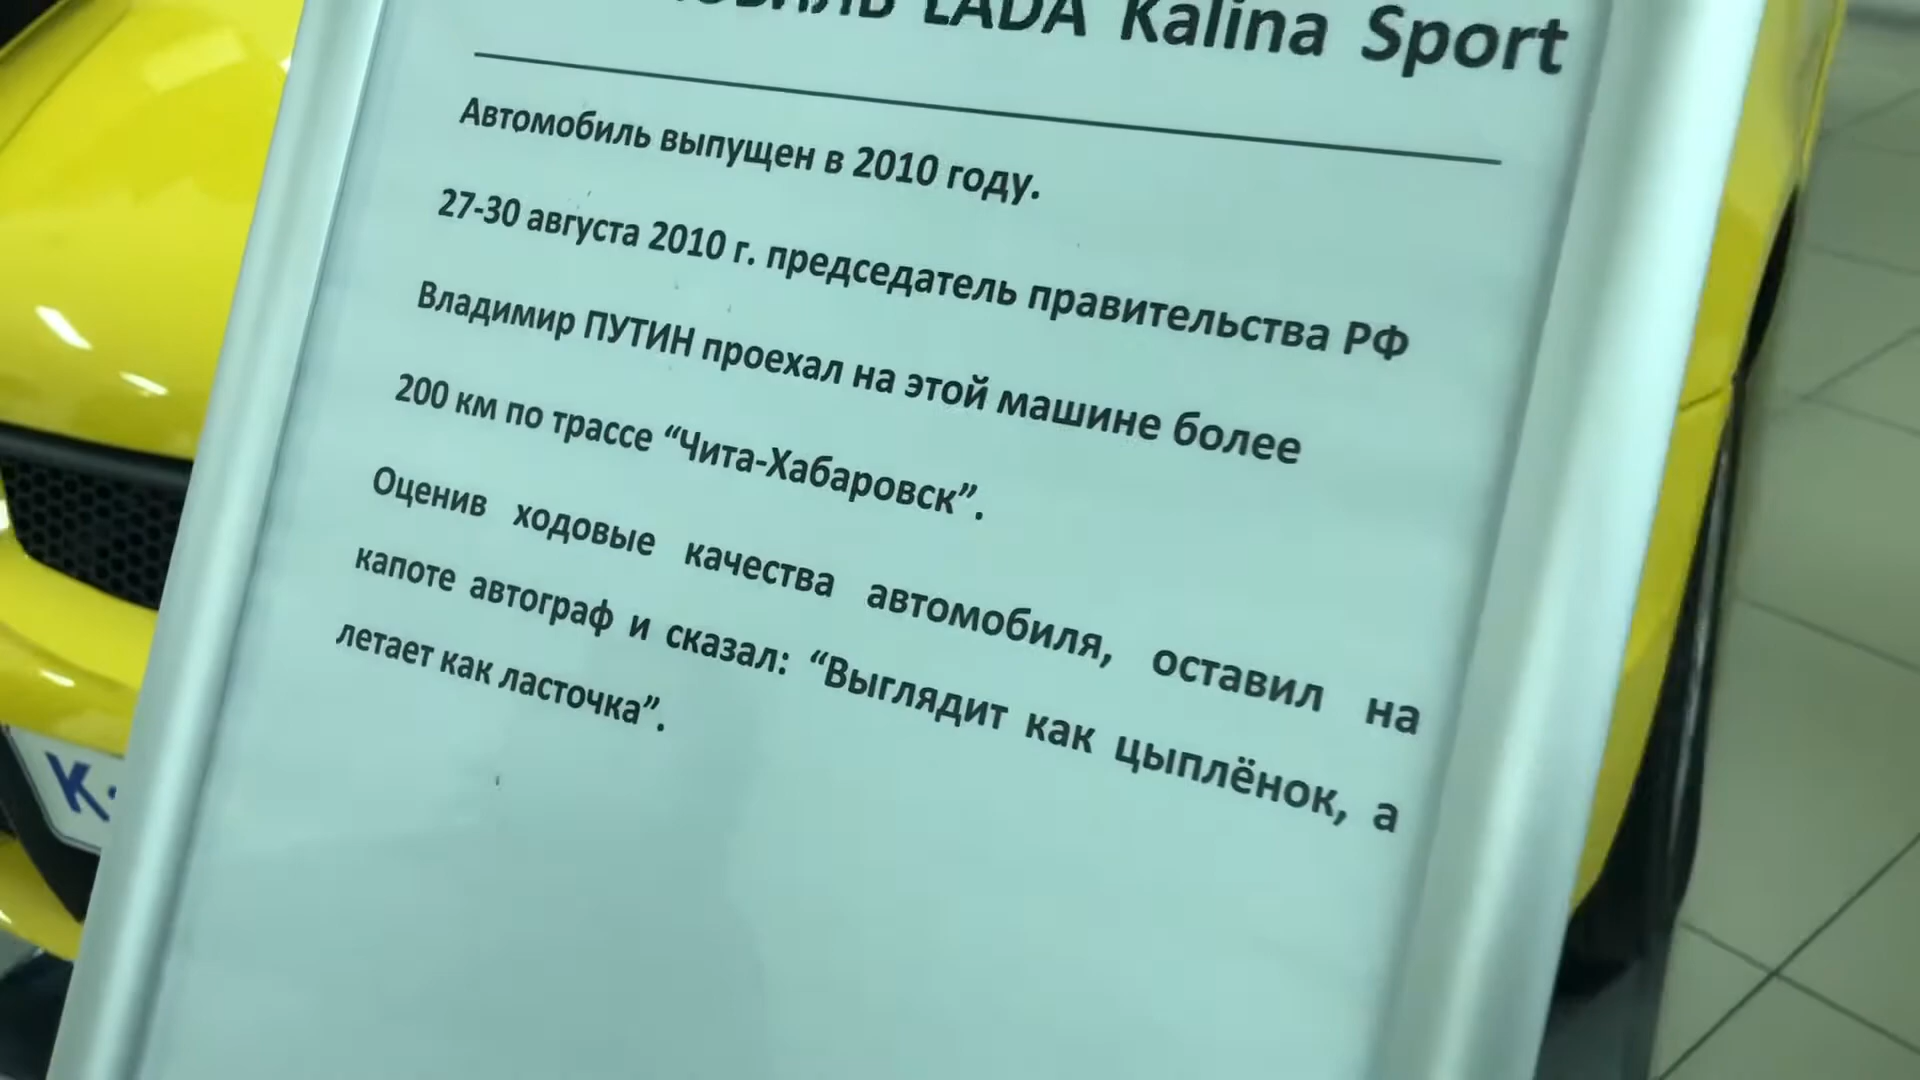 LADA Kalina Sport
Автомобиль выпущен в 2010 году.
27-30 августа 2010 г. председатель правительства РФ
Владимир ПУТИН проехал на этой машине более
200 км по трассе “Чита-Хабаровск”.
Оценив ходовые качества автомобиля, оставил на
капоте автограф и сказал: “Выглядит как цыплёнок, а
летает как ласточка”.